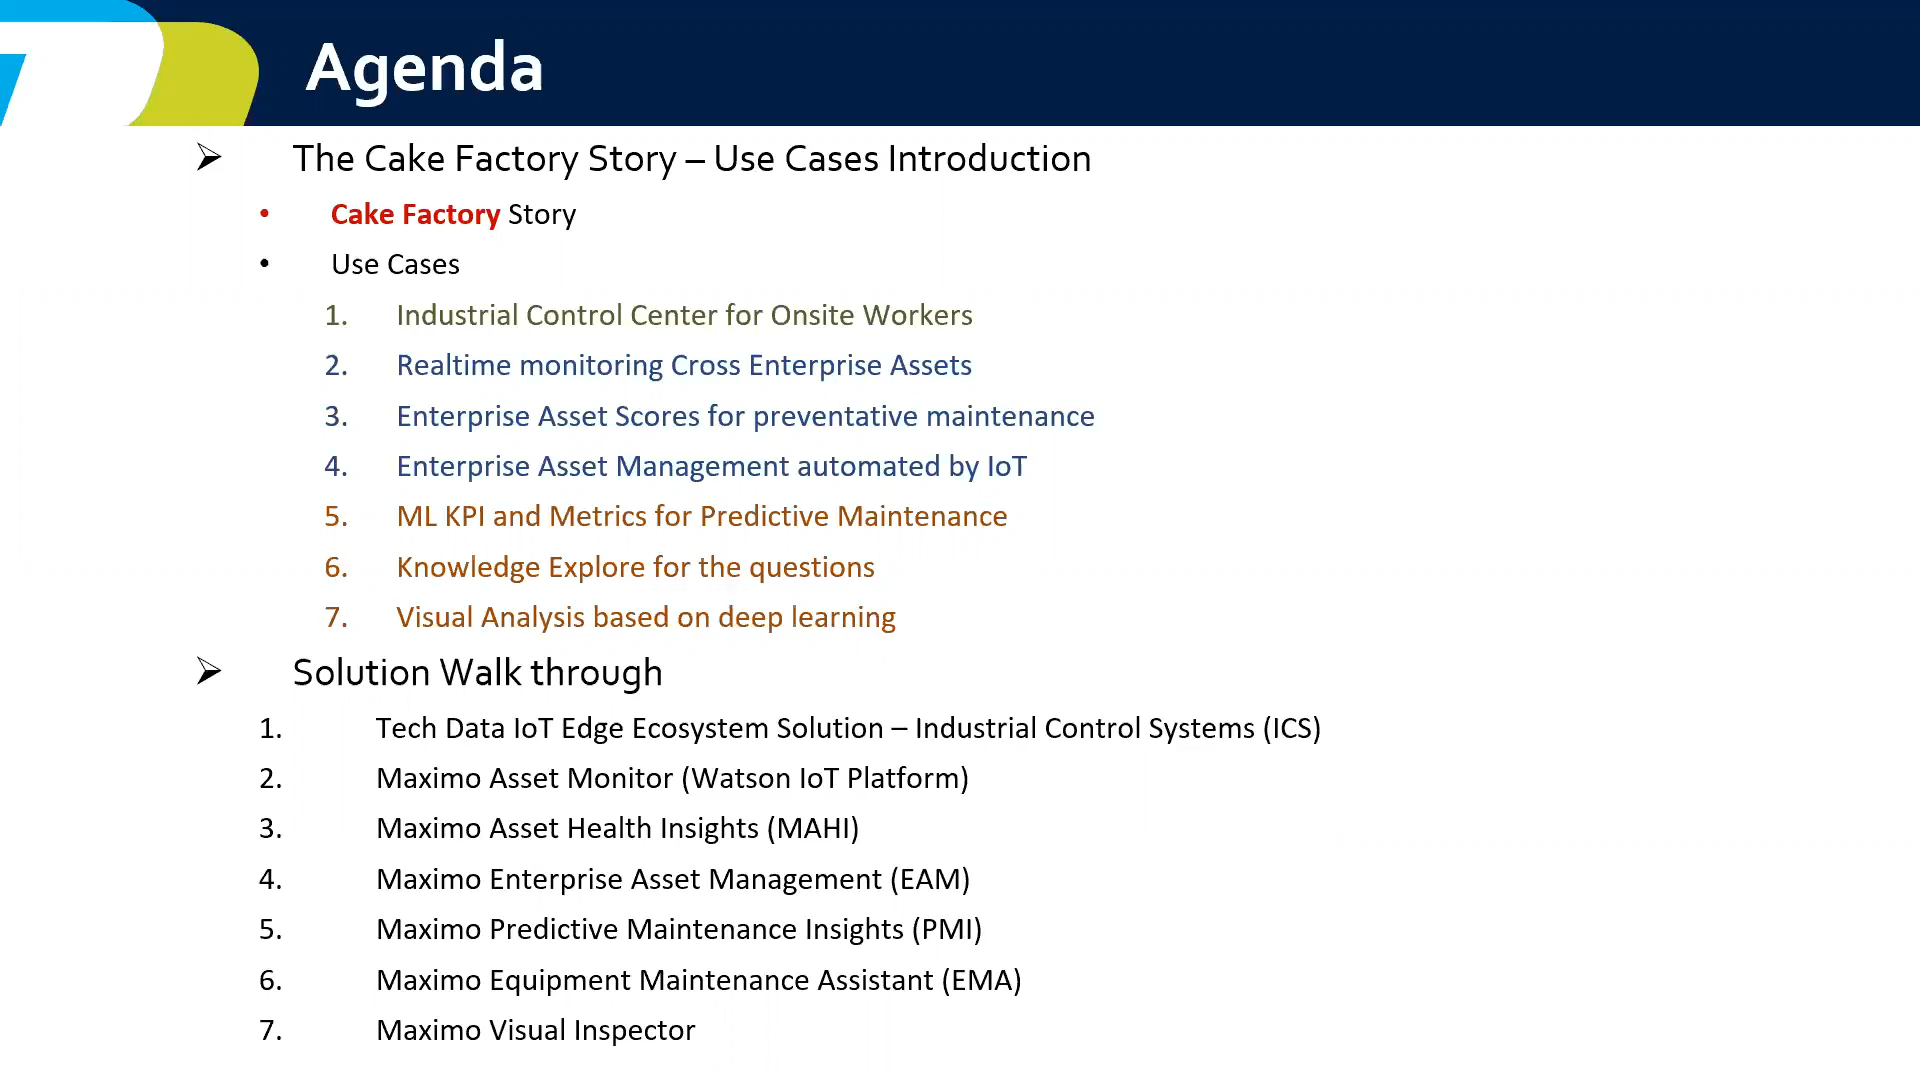 Agenda
➢ The Cake Factory Story – Use Cases Introduction
• Cake Factory Story
• Use Cases
1. Industrial Control Center for Onsite Workers
2. Realtime monitoring Cross Enterprise Assets
3. Enterprise Asset Scores for preventative maintenance
4. Enterprise Asset Management automated by IoT
5. ML KPI and Metrics for Predictive Maintenance
6. Knowledge Explore for the questions
7. Visual Analysis based on deep learning
➢ Solution Walk through
1. Tech Data IoT Edge Ecosystem Solution – Industrial Control Systems (ICS)
2. Maximo Asset Monitor (Watson IoT Platform)
3. Maximo Asset Health Insights (MAHI)
4. Maximo Enterprise Asset Management (EAM)
5. Maximo Predictive Maintenance Insights (PMI)
6. Maximo Equipment Maintenance Assistant (EMA)
7. Maximo Visual Inspector